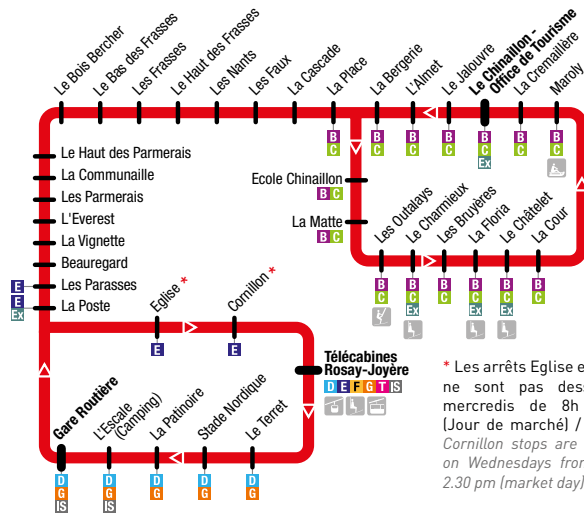 Le Bois Bercher
Le Bas des Frasses
Les Frasses
Le Haut des Frasses
Les Nants
Les Faux
La Cascade
La Place
B
C
La Bergerie
B
C
L'Almet
B
C
Le Jalouvre
B
C
Le Chinaillon -
Office de Tourisme
B
C
Ex
La Cremaillère
B
C
Maroly
B
C
Le Haut des Parmerais
La Communaille
Les Parmerais
L'Everest
La Vignette
Beauregard
E Les Parasses
E La Poste
Ex
Ecole Chinaillon
B C
La Matte
B C
Les Outalays
B
C
Le Charmieux
B
C
Ex
Les Bruyères
B
C
La Floria
B
C
Ex
Le Châtelet
B
C
Ex
La Cour
B
C
Eglise *
E
Cornillon *
E
Télécabines
Rosay-Joyère
D E F G T IS
Gare Routière
D
G
IS
L'Escale
(Camping)
D
G
IS
La Patinoire
D
G
Stade Nordique
D
G
Le Terret
D
G
* Les arrêts Eglise e
ne sont pas dess
mercredis de 8h
(Jour de marché) /
Cornillon stops are
on Wednesdays fron
2.30 pm (market day)